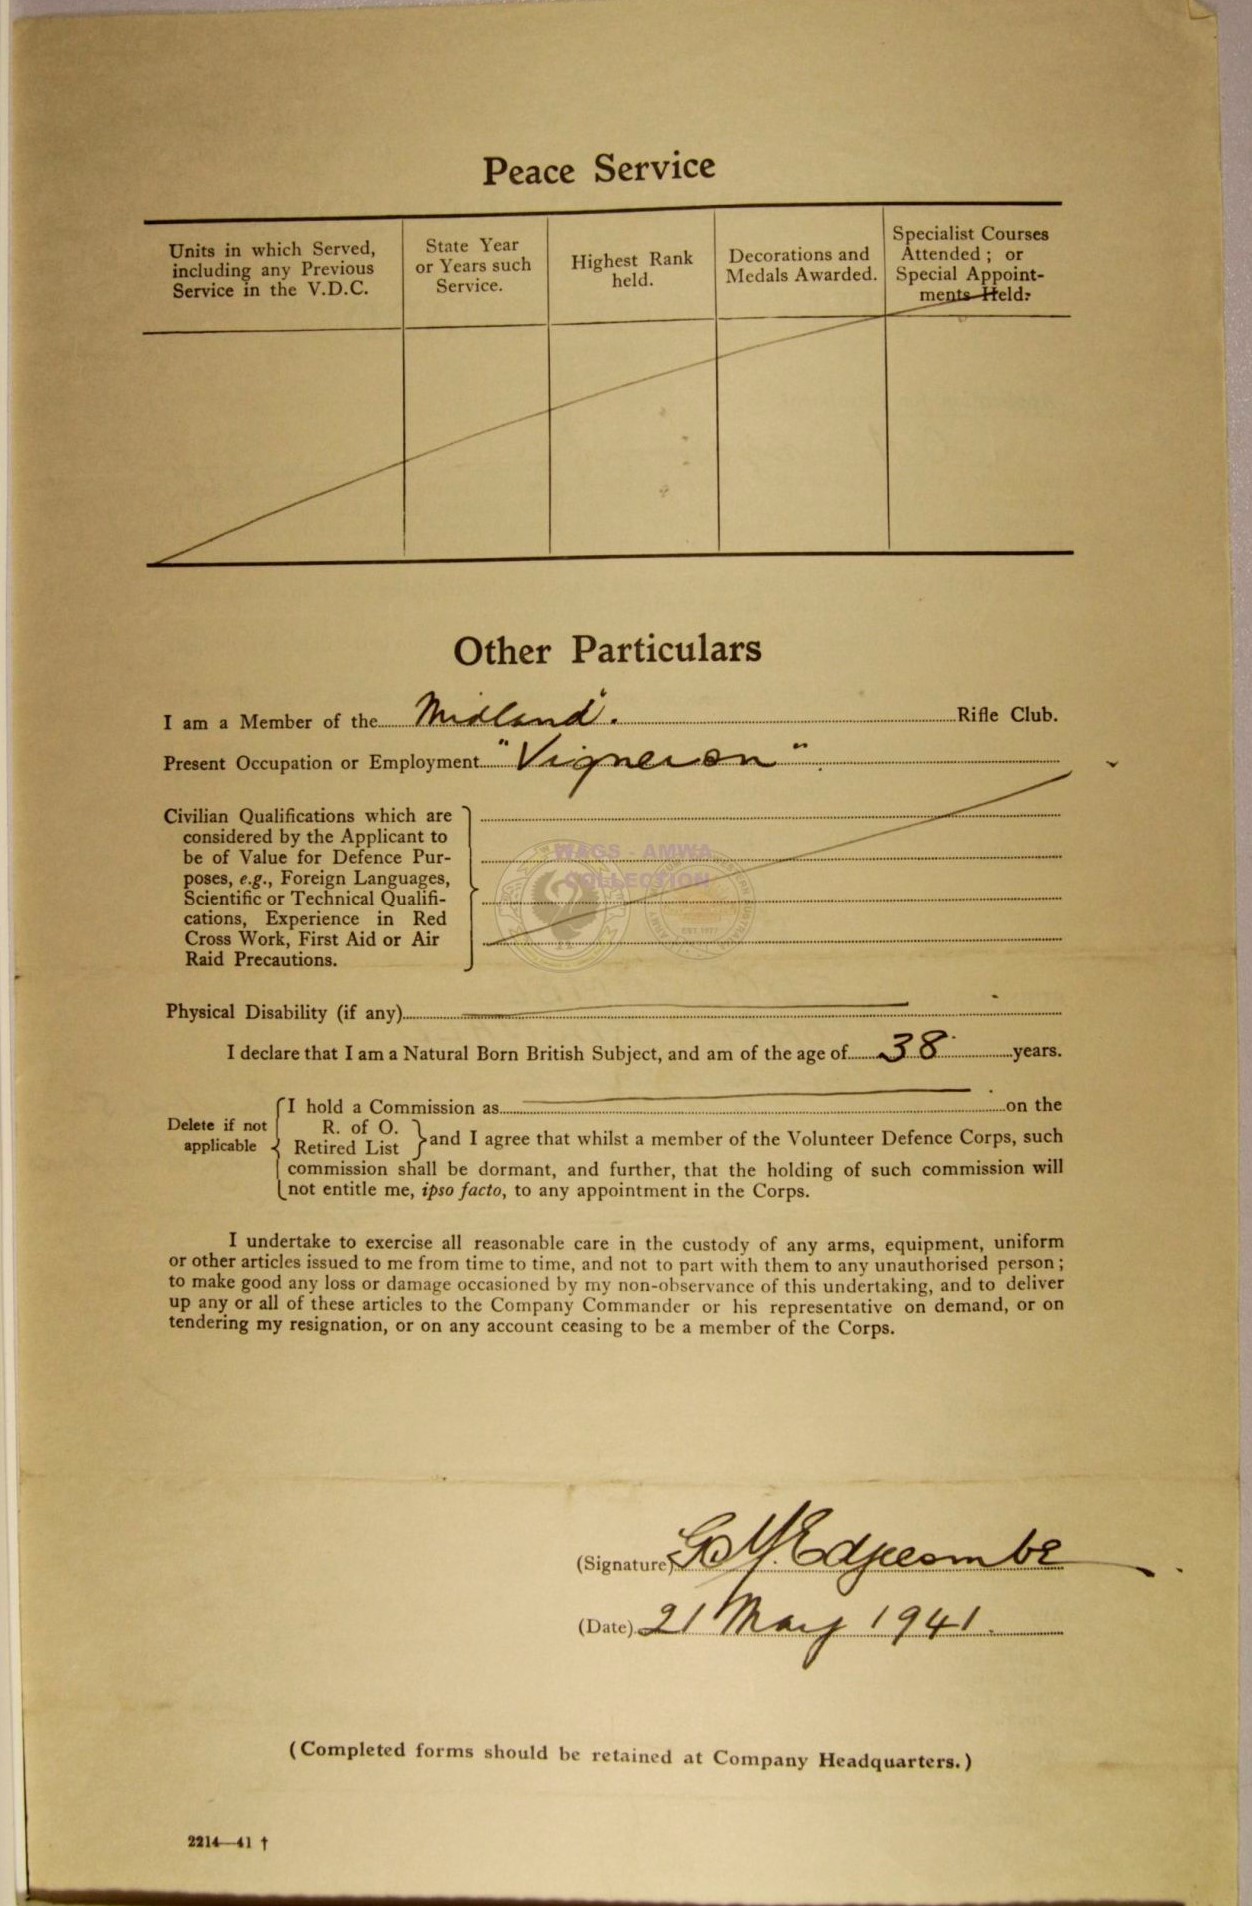 Peace Service
Units in which Served,
including any Previous
Service in the V.D.C.
State Year
or Years such
Service.
Highest Rank
held.
Decorations and
Medals Awarded.
Specialist Courses
Attended; or
Special Appoint-
ments Held.
Other Particulars
I am a Member of the Midland. Rifle Club.
Present Occupation or Employment "Vigneron".
Civilian Qualifications which are
considered by the Applicant to
be of Value for Defence Pur-
poses, e.g., Foreign Languages,
Scientific or Technical Qualifi-
cations, Experience in Red
Cross Work, First Aid or Air
Raid Precautions.
WAGS - AMWA
COLLECTION
EST 1977
Physical Disability (if any)
I declare that I am a Natural Born British Subject, and am of the age of 38 years.
Delete if not
applicable
I hold a Commission as on the
R. of O.
Retired List
and I agree that whilst a member of the Volunteer Defence Corps, such
commission shall be dormant, and further, that the holding of such commission will
not entitle me, ipso facto, to any appointment in the Corps.
I undertake to exercise all reasonable care in the custody of any arms, equipment, uniform
or other articles issued to me from time to time, and not to part with them to any unauthorised person;
to make good any loss or damage occasioned by my non-observance of this undertaking, and to deliver
up any or all of these articles to the Company Commander or his representative on demand, or on
tendering my resignation, or on any account ceasing to be a member of the Corps.
(Signature) Edgecombe
(Date) 21 May 1941.
(Completed forms should be retained at Company Headquarters.)
2214—41 †